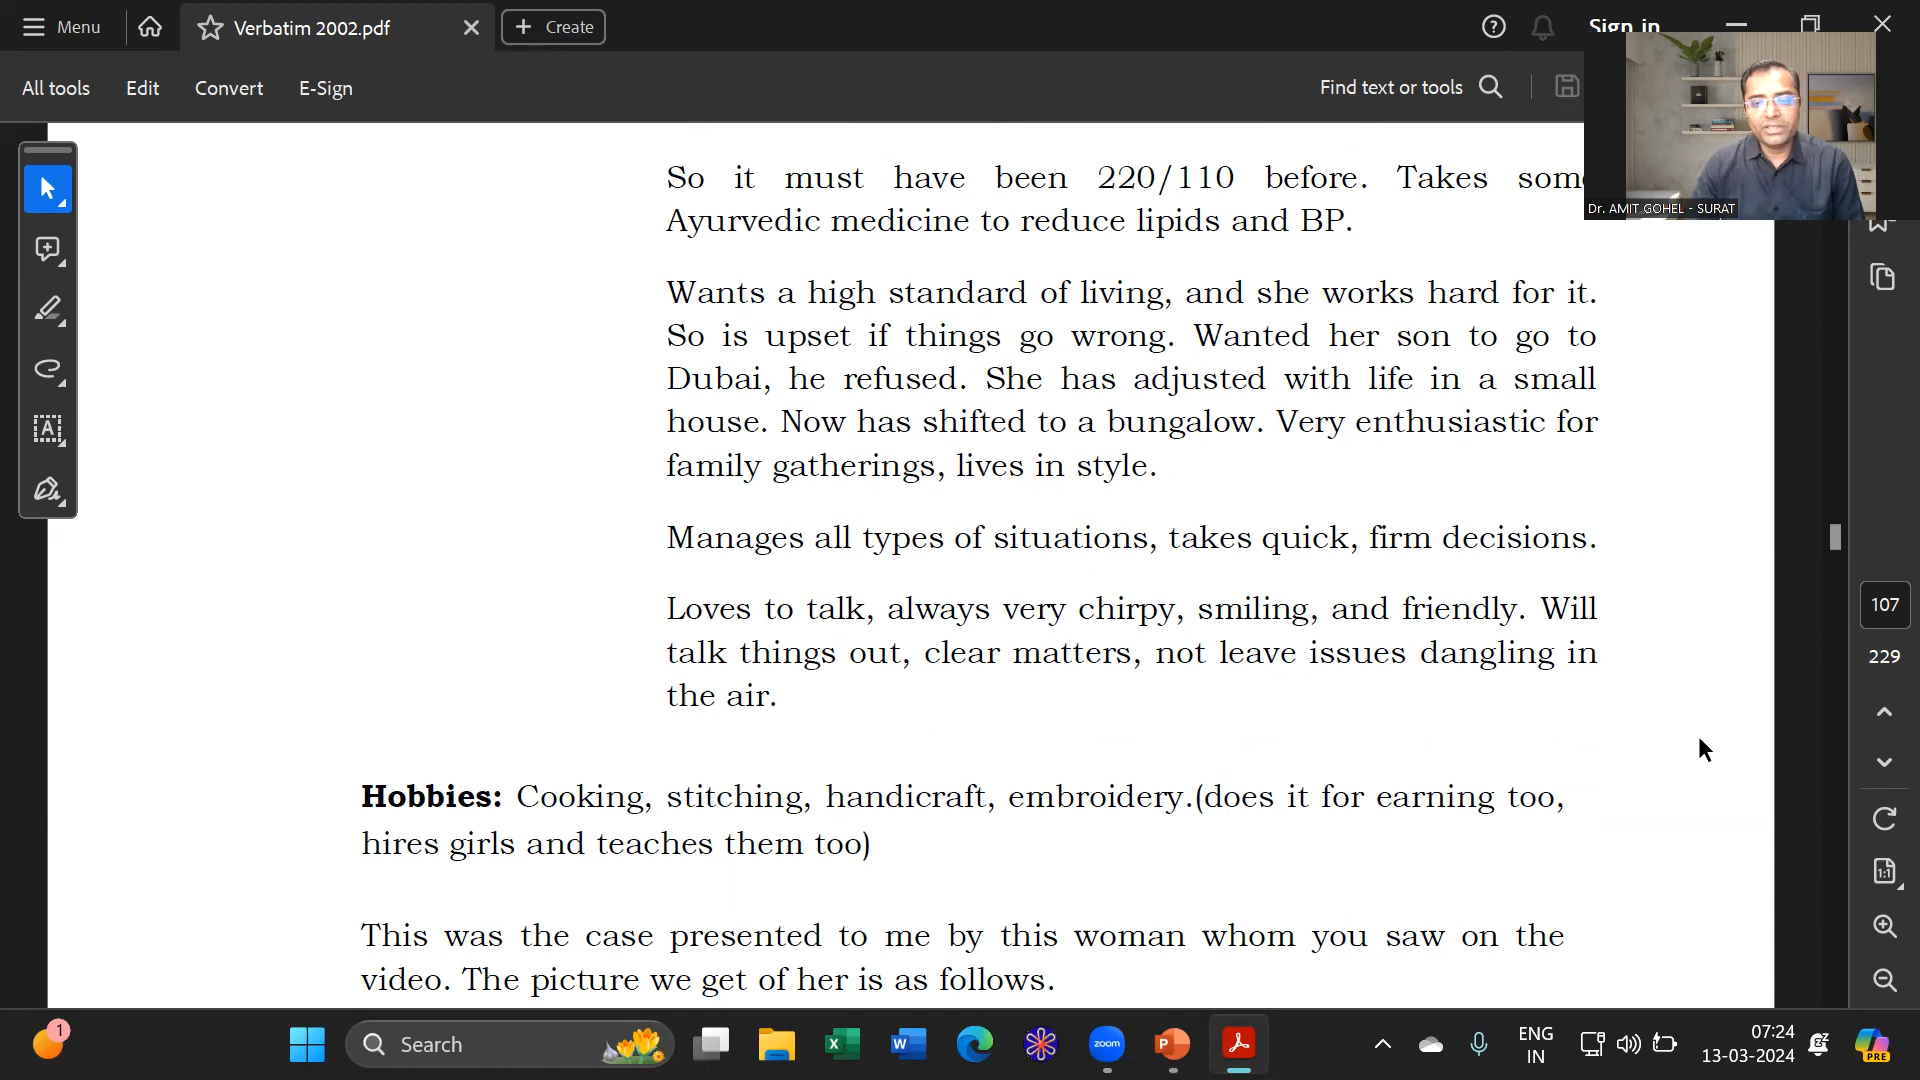 Menu
Verbatim 2002.pdf
Create
Sign in
All tools
Edit
Convert
E-Sign
Find text or tools
Dr. AMIT GOHEL - SURAT
So it must have been 220/110 before. Takes
Ayurvedic medicine to reduce lipids and BP.
Wants a high standard of living, and she works hard for it.
So is upset if things go wrong. Wanted her son to go to
Dubai, he refused. She has adjusted with life in a small
house. Now has shifted to a bungalow. Very enthusiastic for
family gatherings, lives in style.
Manages all types of situations, takes quick, firm decisions.
Loves to talk, always very chirpy, smiling, and friendly. Will
talk things out, clear matters, not leave issues dangling in
the air.
Hobbies: Cooking, stitching, handicraft, embroidery.(does it for earning too,
hires girls and teaches them too)
This was the case presented to me by this woman whom you saw on the
video. The picture we get of her is as follows.
107
229
1:1
1
Search
zoom
ENG
IN
07:24
13-03-2024
PRE